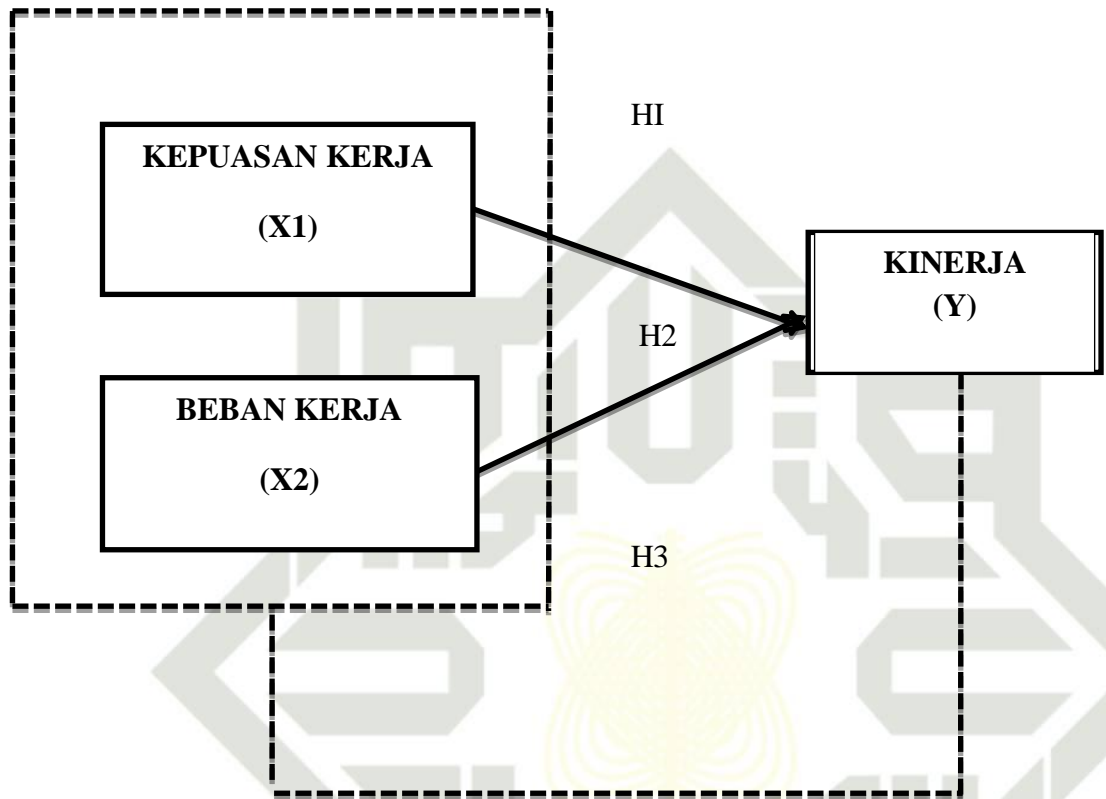 HI
KEPUASAN KERJA
(X1)
KINERJA
(Y)
H2
BEBAN KERJA
(X2)
H3